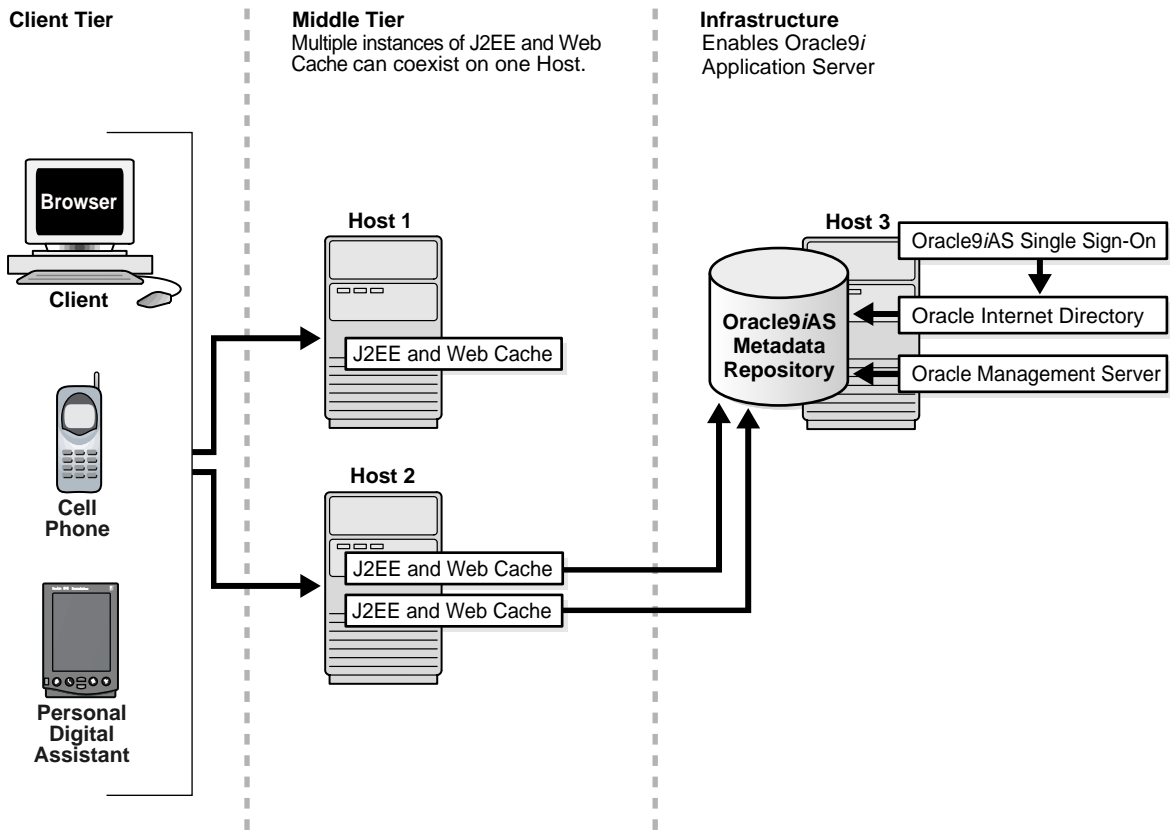 Client Tier
Middle Tier
Multiple instances of J2EE and Web
Cache can coexist on one Host.
Infrastructure
Enables Oracle9i
Application Server
Browser
Client
Cell
Phone
Personal
Digital
Assistant
Host 1
J2EE and Web Cache
Host 2
J2EE and Web Cache
J2EE and Web Cache
Host 3
Oracle9iAS
Metadata
Repository
Oracle9iAS Single Sign-On
Oracle Internet Directory
Oracle Management Server